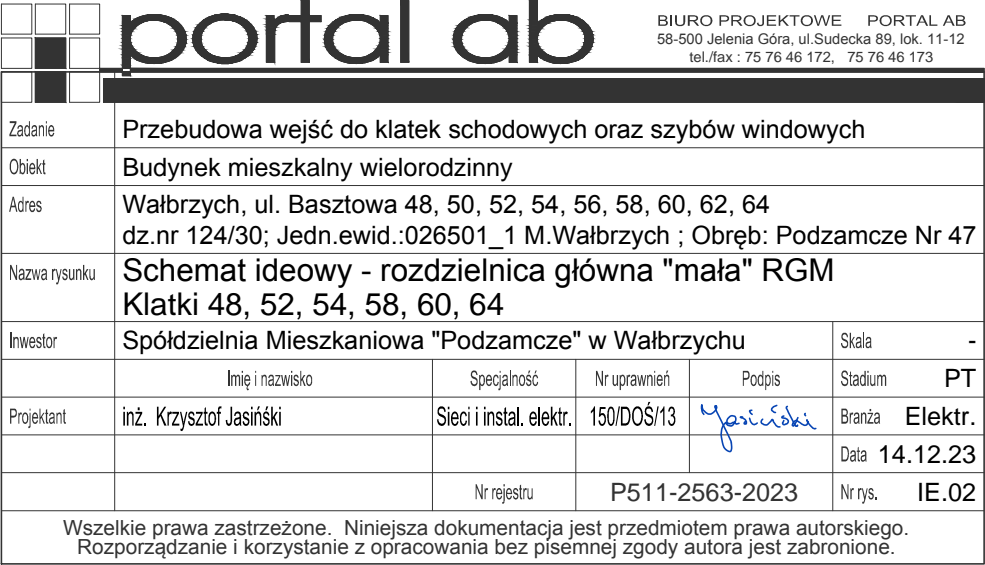 portal ab
BIURO PROJEKTOWE PORTAL AB
58-500 Jelenia Góra, ul.Sudecka 89, lok. 11-12
tel./fax : 75 76 46 172, 75 76 46 173
Zadanie Przebudowa wejść do klatek schodowych oraz szybów windowych
Obiekt Budynek mieszkalny wielorodzinny
Adres Wałbrzych, ul. Basztowa 48, 50, 52, 54, 56, 58, 60, 62, 64
dz.nr 124/30; Jedn.ewid.:026501_1 M.Wałbrzych ; Obręb: Podzamcze Nr 47
Nazwa rysunku Schemat ideowy - rozdzielnica główna "mała" RGM
Klatki 48, 52, 54, 58, 60, 64
Inwestor Spółdzielnia Mieszkaniowa "Podzamcze" w Wałbrzychu Skala -
Imię i nazwisko Specjalność Nr uprawnień Podpis Stadium PT
Projektant inż. Krzysztof Jasińśki Sieci i instal. elektr. 150/DOŚ/13 Jasiński Branża Elektr.
Data 14.12.23
Nr rejestru P511-2563-2023 Nr rys. IE.02
Wszelkie prawa zastrzeżone. Niniejsza dokumentacja jest przedmiotem prawa autorskiego.
Rozporządzanie i korzystanie z opracowania bez pisemnej zgody autora jest zabronione.